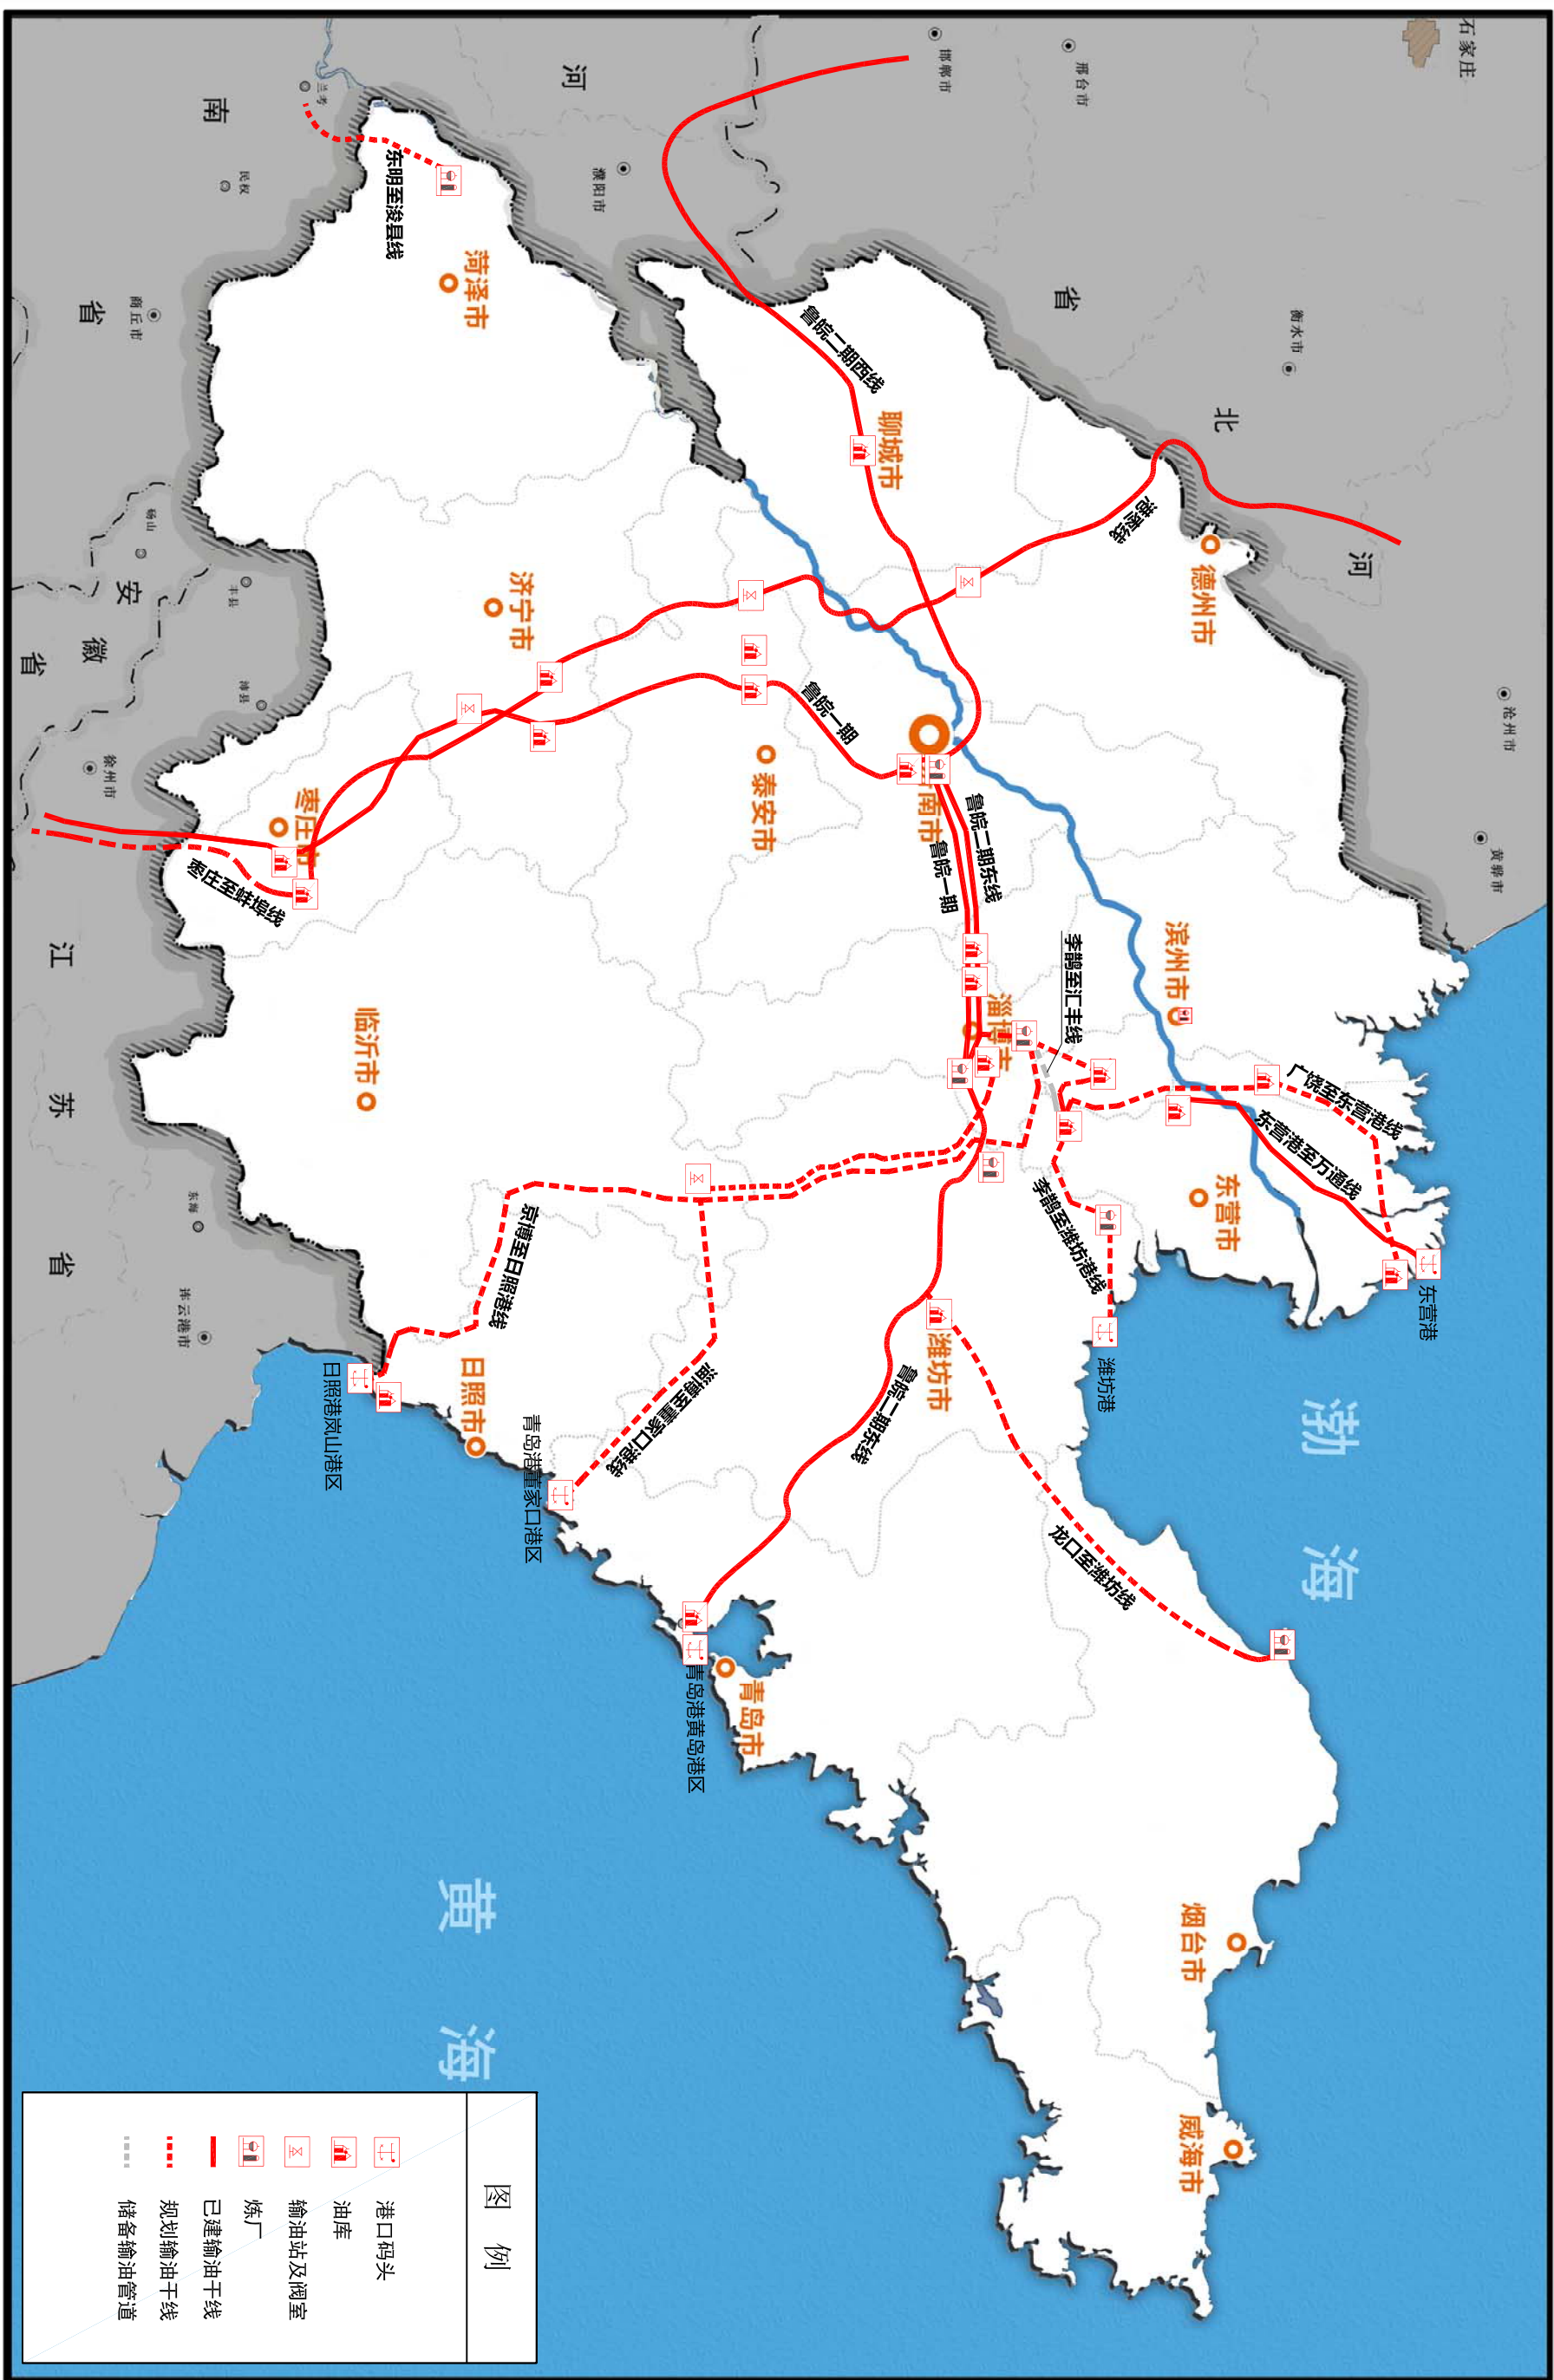 石家庄
邢台市
邯郸市
河
濮阳市
兰考
南
民权
省
商丘市
省
衡水市
北
河
沧州市
黄骅市
东明至浚县线
菏泽市
鲁皖二期西线
聊城市
港枣线
德州市
砀山
丰县
安
徽
省
沛县
徐州市
济宁市
鲁皖一期
泰安市
南市
鲁皖二期东线
鲁皖一期
枣庄市
枣庄至蚌埠线
李鹊至汇丰线
滨州市
淄博市
广饶至东营港线
东营港至万通线
东营市
东营港
李鹊至潍坊港线
潍坊港
江
苏
省
临沂市
东海
连云港市
京博至日照港线
日照港岚山港区
日照市
淄博至董家口港线
青岛港董家口港区
潍坊市
鲁皖二期东线
龙口至潍坊线
青岛市
青岛港黄岛港区
渤
海
烟台市
威海市
黄
海
图 例
港口码头
油库
输油站及阀室
炼厂
已建输油干线
规划输油干线
储备输油管道